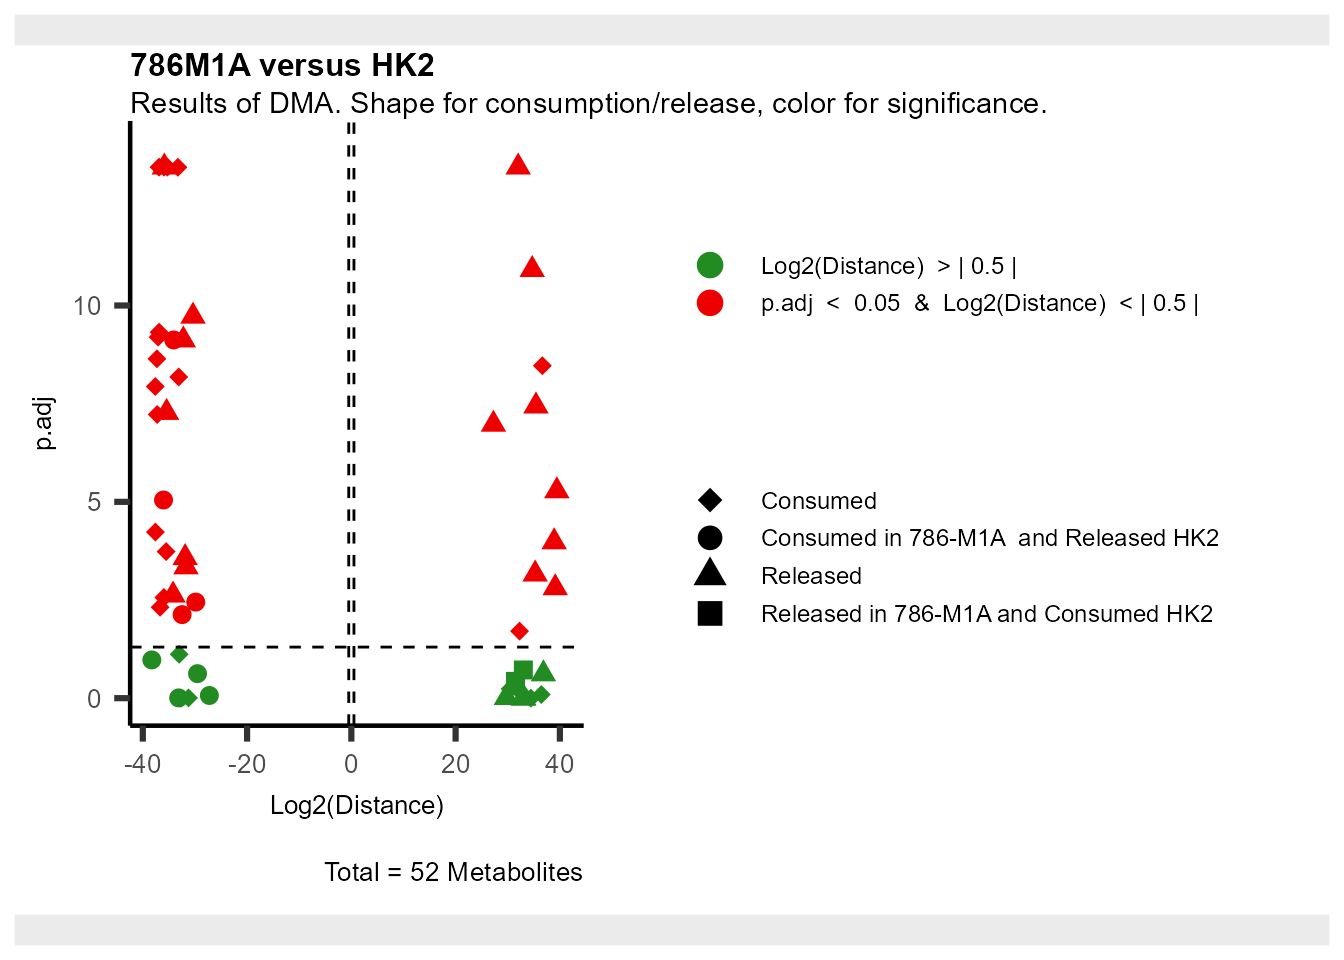 786M1A versus HK2
Results of DMA. Shape for consumption/release, color for significance.
10
5
0
p.adj
-40
-20
0
20
40
Log2(Distance)
Total = 52 Metabolites
Log2(Distance) > | 0.5 |
p.adj < 0.05 & Log2(Distance) < | 0.5 |
Consumed
Consumed in 786-M1A and Released HK2
Released
Released in 786-M1A and Consumed HK2